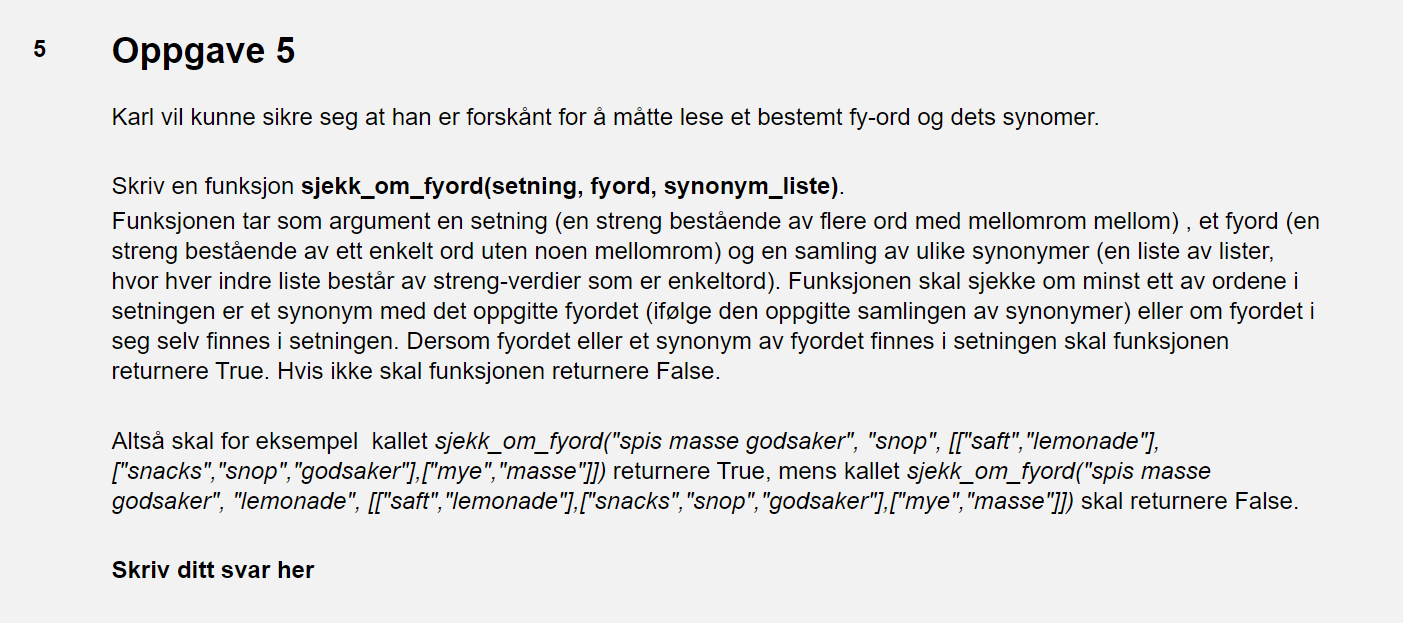 5 Oppgave 5
Karl vil kunne sikre seg at han er forskånt for å måtte lese et bestemt fy-ord og dets synomer.
Skriv en funksjon sjekk_om_fyord(setning, fyord, synonym_liste).
Funksjonen tar som argument en setning (en streng bestående av flere ord med mellomrom mellom) , et fyord (en
streng bestående av ett enkelt ord uten noen mellomrom) og en samling av ulike synonymer (en liste av lister,
hvor hver indre liste består av streng-verdier som er enkeltord). Funksjonen skal sjekke om minst ett av ordene i
setningen er et synonym med det oppgitte fyordet (ifølge den oppgitte samlingen av synonymer) eller om fyordet i
seg selv finnes i setningen. Dersom fyordet eller et synonym av fyordet finnes i setningen skal funksjonen
returnere True. Hvis ikke skal funksjonen returnere False.
Altså skal for eksempel  kallet sjekk_om_fyord("spis masse godsaker", "snop", [["saft","lemonade"],
["snacks","snop","godsaker"],["mye","masse"]]) returnere True, mens kallet sjekk_om_fyord("spis masse
godsaker", "lemonade", [["saft","lemonade"],["snacks","snop","godsaker"],["mye","masse"]]) skal returnere False.
Skriv ditt svar her